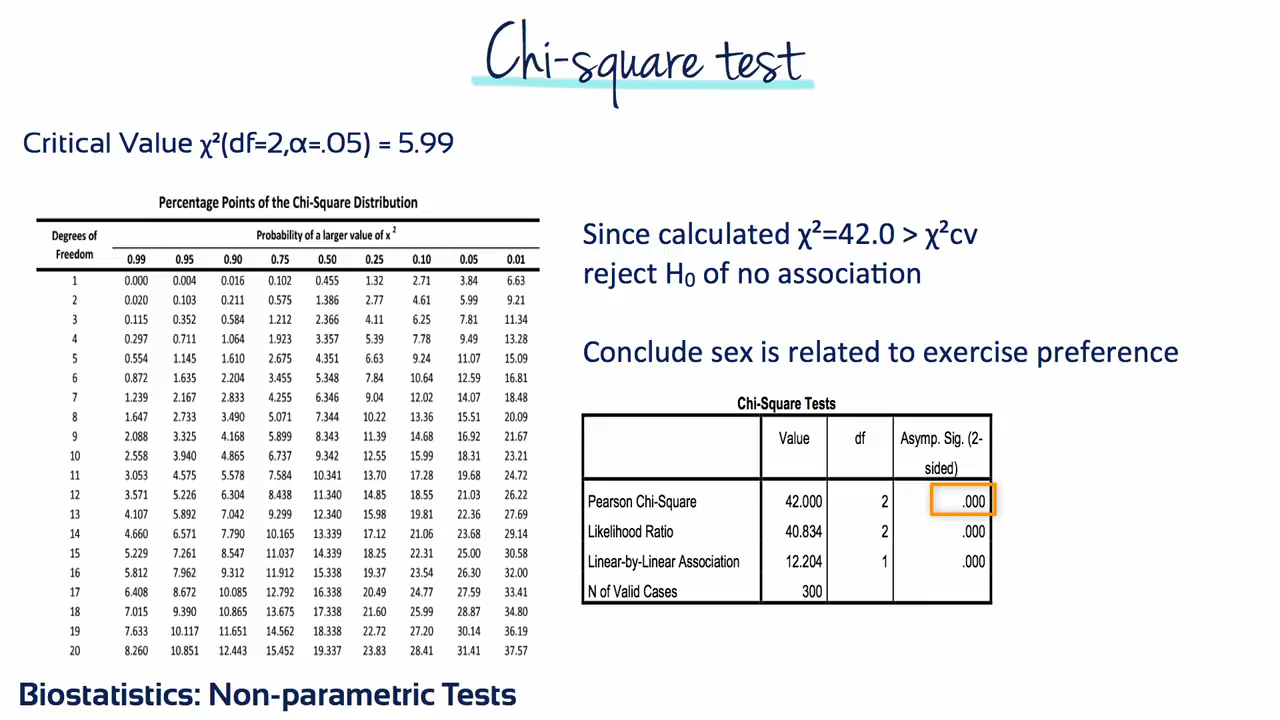 Chi-square test
Critical Value χ²(df=2,α=.05) = 5.99
Percentage Points of the Chi-Square Distribution
Degrees of Freedom
Probability of a larger value of x ²
0.99 0.95 0.90 0.75 0.50 0.25 0.10 0.05 0.01
1 0.000 0.004 0.016 0.102 0.455 1.32 2.71 3.84 6.63
2 0.020 0.103 0.211 0.575 1.386 2.77 4.61 5.99 9.21
3 0.115 0.352 0.584 1.212 2.366 4.11 6.25 7.81 11.34
4 0.297 0.711 1.064 1.923 3.357 5.39 7.78 9.49 13.28
5 0.554 1.145 1.610 2.675 4.351 6.63 9.24 11.07 15.09
6 0.872 1.635 2.204 3.455 5.348 7.84 10.64 12.59 16.81
7 1.239 2.167 2.833 4.255 6.346 9.04 12.02 14.07 18.48
8 1.647 2.733 3.490 5.071 7.344 10.22 13.36 15.51 20.09
9 2.088 3.325 4.168 5.899 8.343 11.39 14.68 16.92 21.67
10 2.558 3.940 4.865 6.737 9.342 12.55 15.99 18.31 23.21
11 3.053 4.575 5.578 7.584 10.341 13.70 17.28 19.68 24.72
12 3.571 5.226 6.304 8.438 11.340 14.85 18.55 21.03 26.22
13 4.107 5.892 7.042 9.299 12.340 15.98 19.81 22.36 27.69
14 4.660 6.571 7.790 10.165 13.339 17.12 21.06 23.68 29.14
15 5.229 7.261 8.547 11.037 14.339 18.25 22.31 25.00 30.58
16 5.812 7.962 9.312 11.912 15.338 19.37 23.54 26.30 32.00
17 6.408 8.672 10.085 12.792 16.338 20.49 24.77 27.59 33.41
18 7.015 9.390 10.865 13.675 17.338 21.60 25.99 28.87 34.80
19 7.633 10.117 11.651 14.562 18.338 22.72 27.20 30.14 36.19
20 8.260 10.851 12.443 15.452 19.337 23.83 28.41 31.41 37.57
Since calculated χ²=42.0 > χ²cv
reject H₀ of no association
Conclude sex is related to exercise preference
Chi-Square Tests
Value df Asymp. Sig. (2-
sided)
Pearson Chi-Square 42.000 2 .000
Likelihood Ratio 40.834 2 .000
Linear-by-Linear Association 12.204 1 .000
N of Valid Cases 300
Biostatistics: Non-parametric Tests